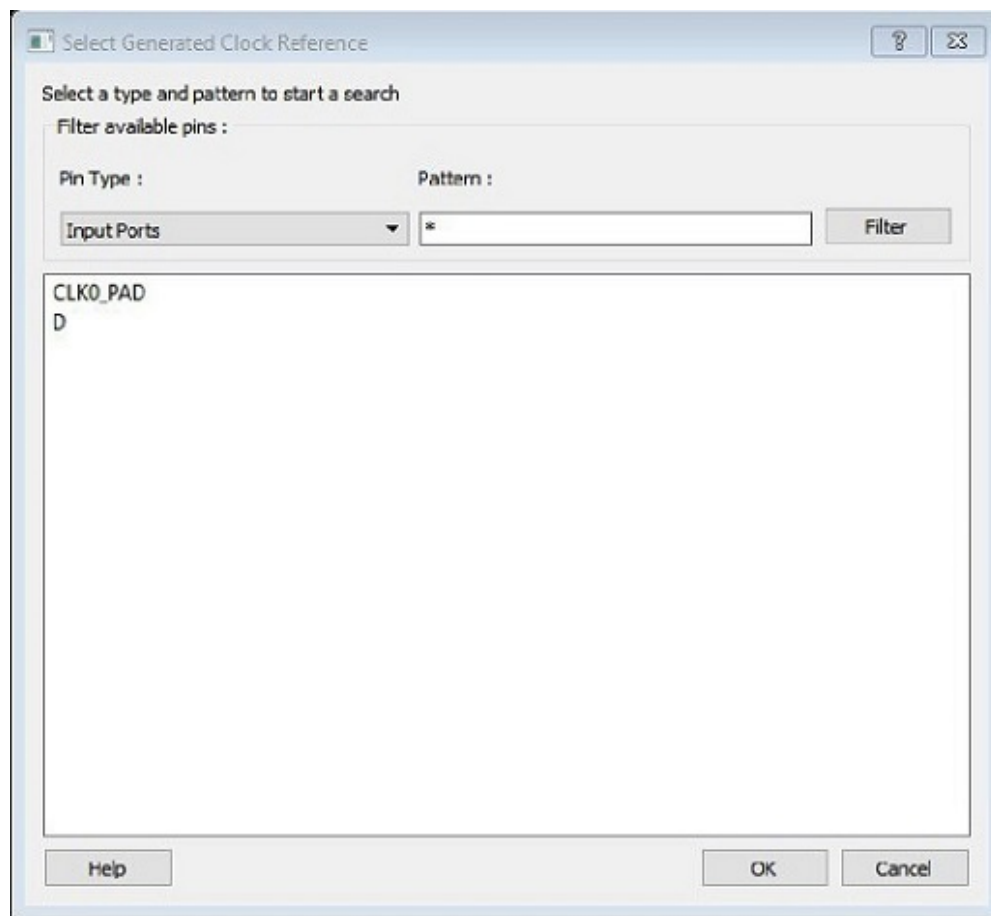 Select Generated Clock Reference
Select a type and pattern to start a search
Filter available pins :
Pin Type :
Pattern :
Input Ports
*
Filter
CLK0_PAD
D
Help
OK
Cancel